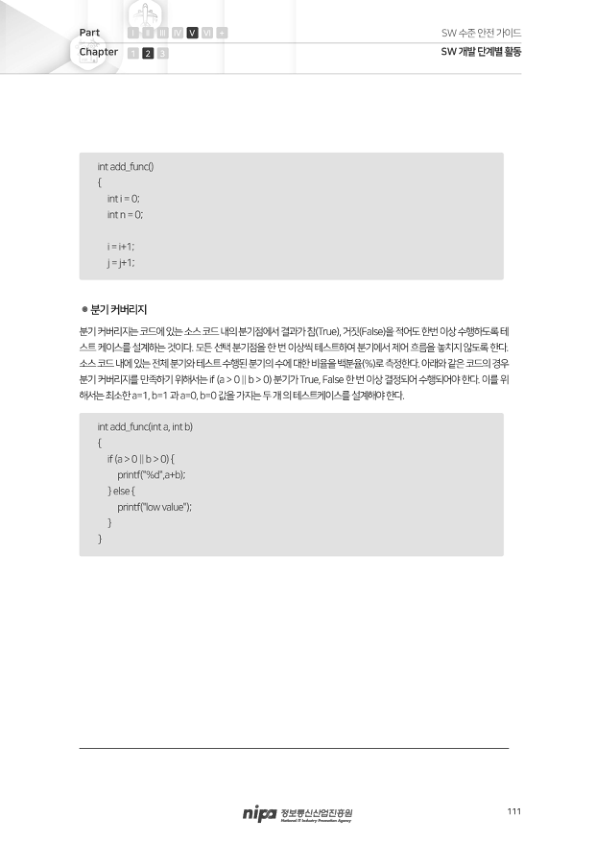 Part I II III IV V VI +
SW 수준 안전 가이드
Chapter 1 2 3
SW 개발 단계별 활동
int add_func()
{
int i = 0;
int n = 0;
i = i+1;
j = j+1;
● 분기 커버리지
분기 커버리지는 코드에 있는 소스 코드 내의 분기점에서 결과가 참(True), 거짓(False)을 적어도 한번 이상 수행하도록 테
스트 케이스를 설계하는 것이다. 모든 선택 분기점을 한 번 이상씩 테스트하여 분기에서 제어 흐름을 놓치지 않도록 한다.
소스 코드 내에 있는 전체 분기와 테스트 수행된 분기의 수에 대한 비율을 백분율(%)로 측정한다. 아래와 같은 코드의 경우
분기 커버리지를 만족하기 위해서는 if (a > 0 || b > 0) 분기가 True, False 한 번 이상 결정되어 수행되어야 한다. 이를 위
해서는 최소한 a=1, b=1 과 a=0, b=0 값을 가지는 두 개 의 테스트케이스를 설계해야 한다.
int add_func(int a, int b)
{
if (a > 0 || b > 0) {
printf("%d",a+b);
} else {
printf("low value");
}
}
nipa 정보통신산업진흥원
National IT Industry Promotion Agency
111